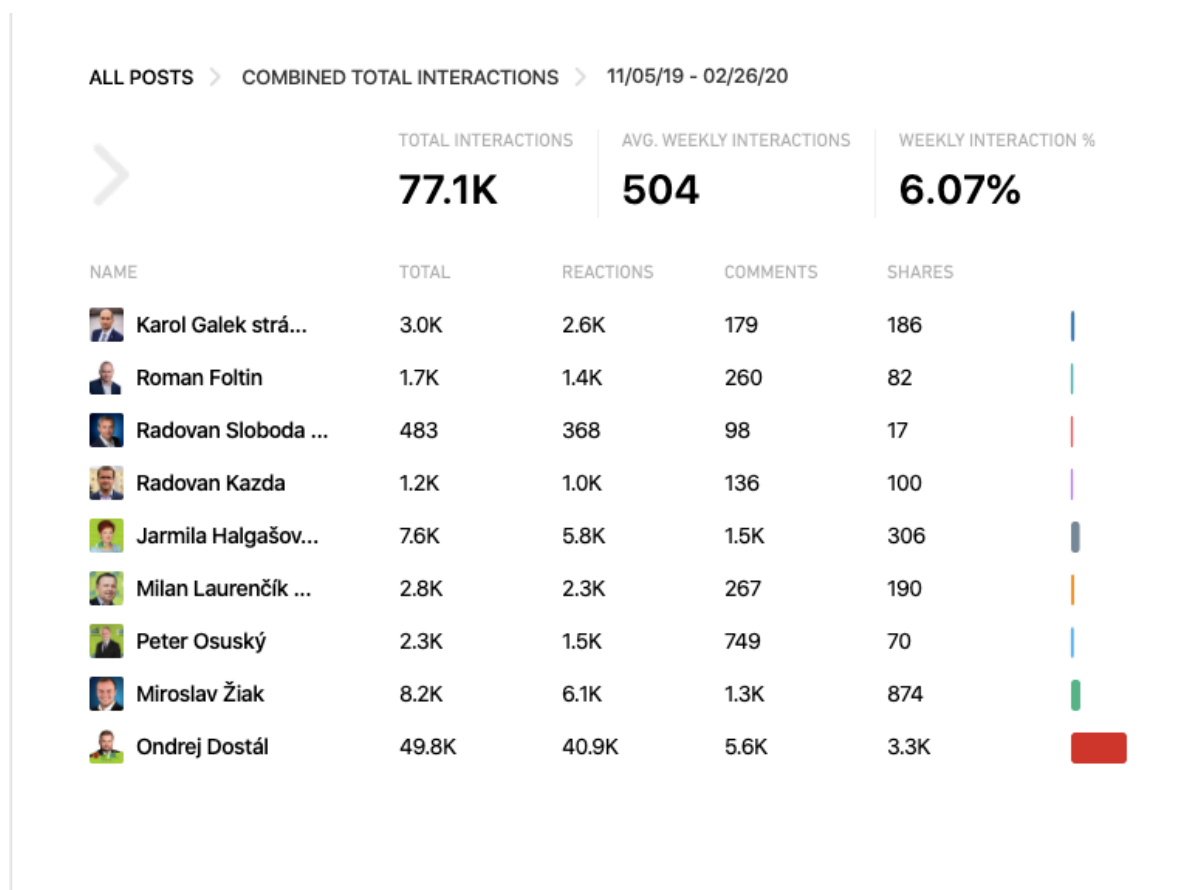 ALL POSTS COMBINED TOTAL INTERACTIONS 11/05/19 - 02/26/20
TOTAL INTERACTIONS AVG. WEEKLY INTERACTIONS WEEKLY INTERACTION %
77.1K 504 6.07%
NAME TOTAL REACTIONS COMMENTS SHARES
Karol Galek strá... 3.0K 2.6K 179 186
Roman Foltin 1.7K 1.4K 260 82
Radovan Sloboda ... 483 368 98 17
Radovan Kazda 1.2K 1.0K 136 100
Jarmila Halgašov... 7.6K 5.8K 1.5K 306
Milan Laurenčík ... 2.8K 2.3K 267 190
Peter Osuský 2.3K 1.5K 749 70
Miroslav Žiak 8.2K 6.1K 1.3K 874
Ondrej Dostál 49.8K 40.9K 5.6K 3.3K